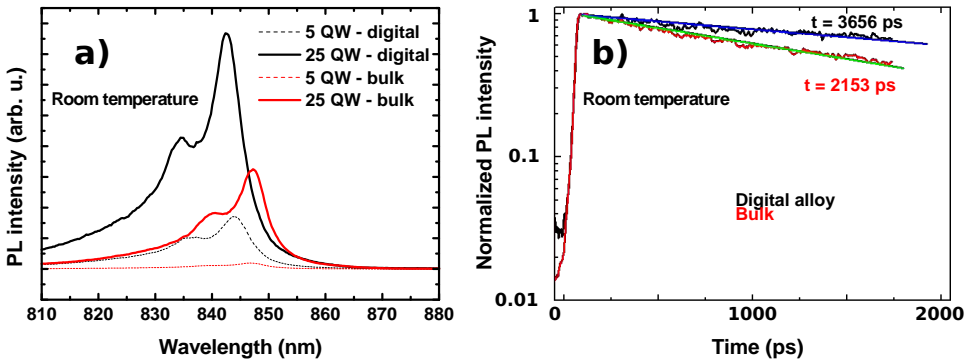 a)
5 QW - digital
25 QW - digital
5 QW - bulk
25 QW - bulk
Room temperature
PL intensity (arb. u.)
810 820 830 840 850 860 870 880
Wavelength (nm)
b)
t = 3656 ps
t = 2153 ps
Room temperature
Digital alloy
Bulk
Normalized PL intensity
1
0.1
0.01
0 1000 2000
Time (ps)